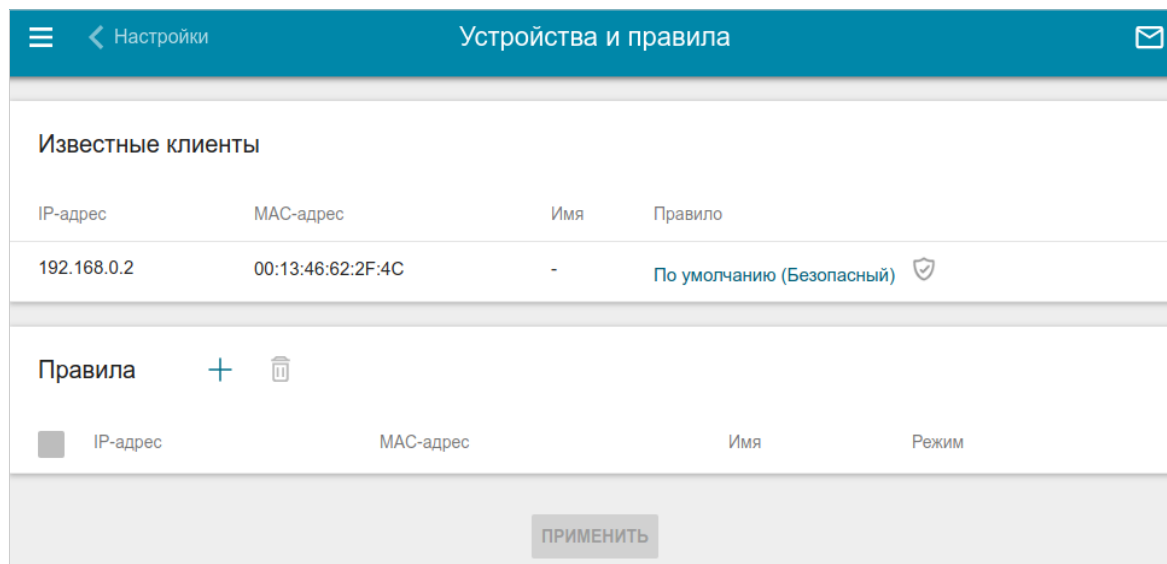 Настройки Устройства и правила
Известные клиенты
IP-адрес MAC-адрес Имя Правило
192.168.0.2 00:13:46:62:2F:4C - По умолчанию (Безопасный)
Правила
IP-адрес MAC-адрес Имя Режим
ПРИМЕНИТЬ